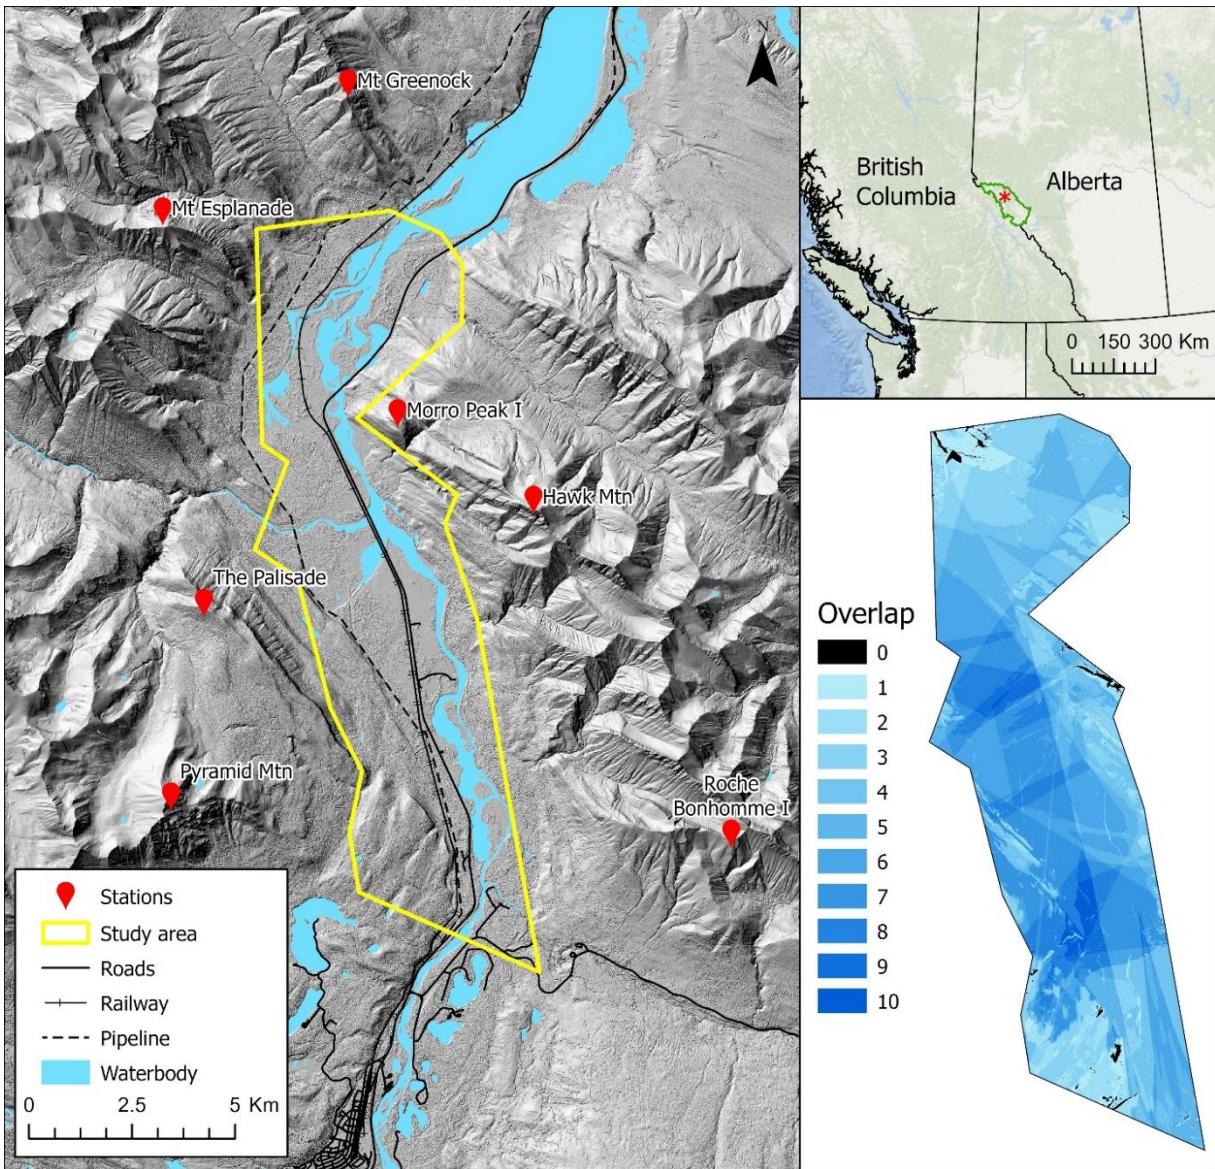 Mt Greenock
Mt Esplanade
Morro Peak I
Hawk Mtn
The Palisade
Pyramid Mtn
Roche
Bonhomme I
Stations
Study area
Roads
Railway
Pipeline
Waterbody
0 2.5 5 Km
N
British
Columbia
Alberta
0 150 300 Km
Overlap
0
1
2
3
4
5
6
7
8
9
10